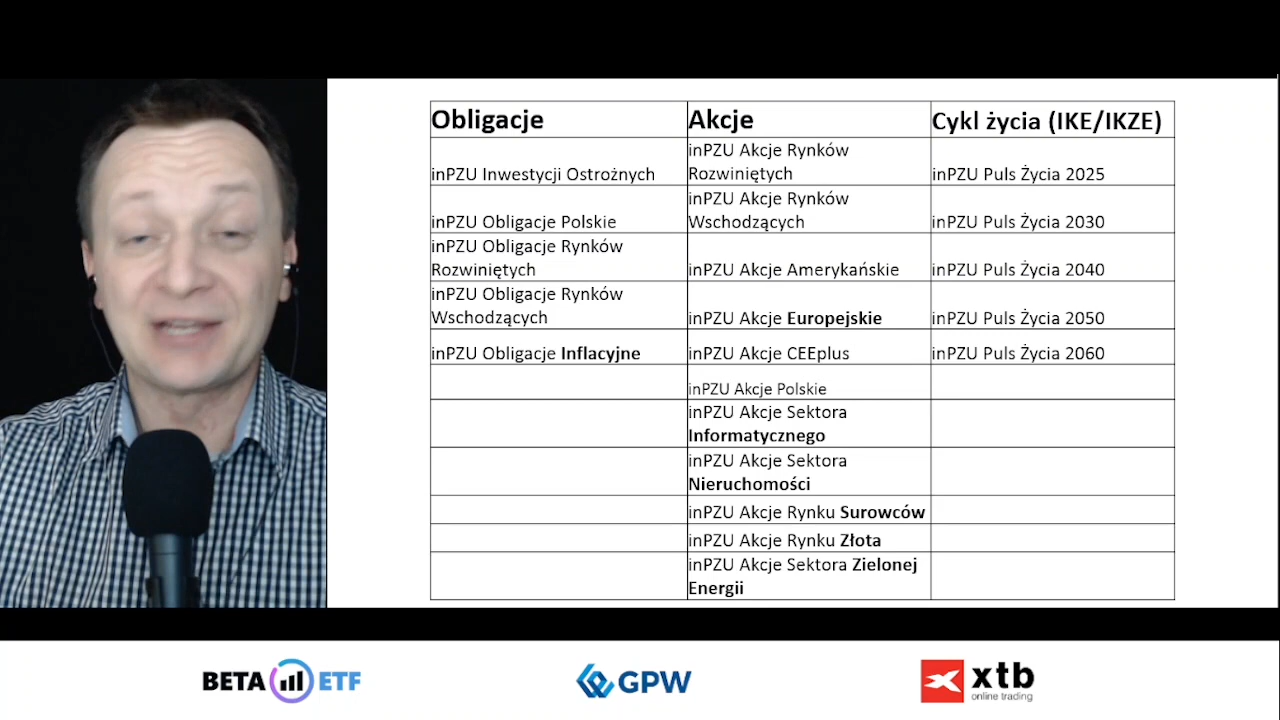 Obligacje
Akcje
Cykl życia (IKE/IKZE)
inPZU Inwestycji Ostrożnych
inPZU Akcje Rynków
Rozwiniętych
inPZU Puls Życia 2025
inPZU Obligacje Polskie
inPZU Akcje Rynków
Wschodzących
inPZU Puls Życia 2030
inPZU Obligacje Rynków
Rozwiniętych
inPZU Akcje Amerykańskie
inPZU Puls Życia 2040
inPZU Obligacje Rynków
Wschodzących
inPZU Akcje Europejskie
inPZU Puls Życia 2050
inPZU Obligacje Inflacyjne
inPZU Akcje CEEplus
inPZU Puls Życia 2060
inPZU Akcje Polskie
inPZU Akcje Sektora
Informatycznego
inPZU Akcje Sektora
Nieruchomości
inPZU Akcje Rynku Surowców
inPZU Akcje Rynku Złota
inPZU Akcje Sektora Zielonej
Energii
BETA ETF
GPW
xtb
online trading